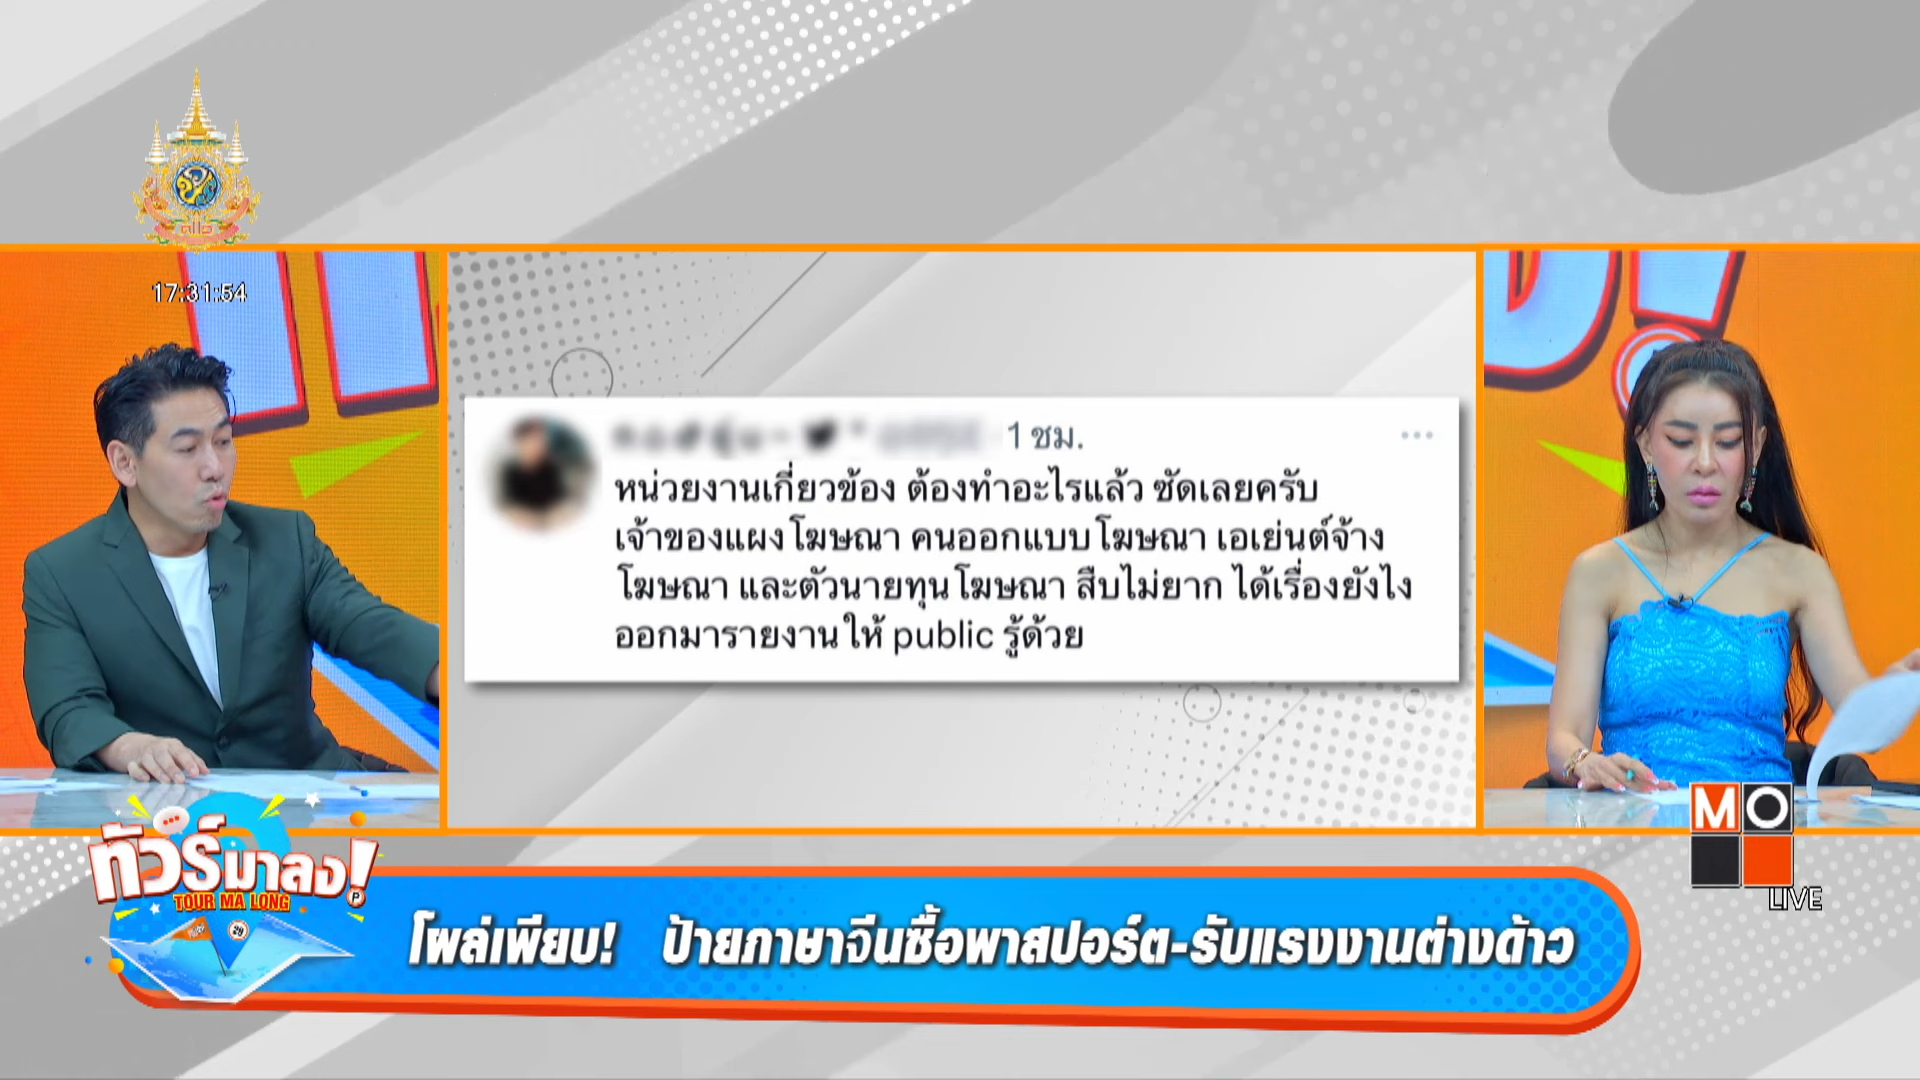 17:31:54
1 ชม.
หน่วยงานเกี่ยวข้อง ต้องทำอะไรแล้ว ซัดเลยครับ
เจ้าของแผงโฆษณา คนออกแบบโฆษณา เอเย่นต์จ้าง
โฆษณา และตัวนายทุนโฆษณา สืบไม่ยาก ได้เรื่องยังไง
ออกมารายงานให้ public รู้ด้วย
MO
LIVE
ทัวร์มาลง!
TOUR MA LONG
29
โผล่เพียบ! ป้ายภาษาจีนซื้อพาสปอร์ต-รับแรงงานต่างด้าว